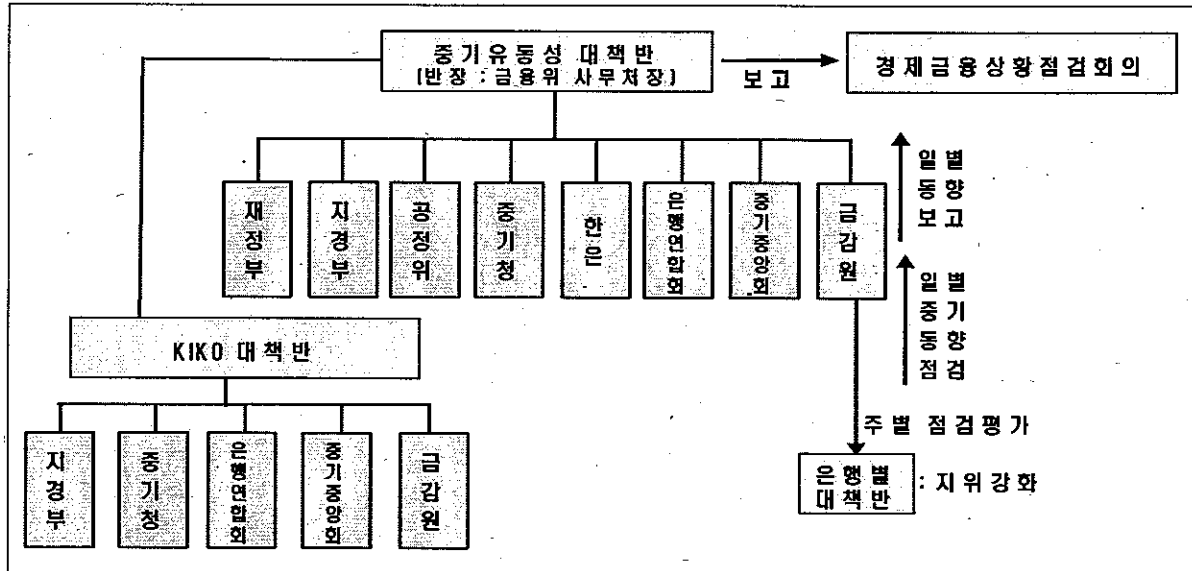 중기유동성 대책반
(반장 : 금융위 사무처장)
보고
경제금융상황점검회의
재정부
지경부
공정위
중기청
한은
은행연합회
중기중앙회
금감원
일별
동향
보고
일별
중기
동향
점검
KIKO 대책반
지경부
중기청
은행연합회
중기중앙회
금감원
주별 점검평가
은행별
대책반
: 지위강화